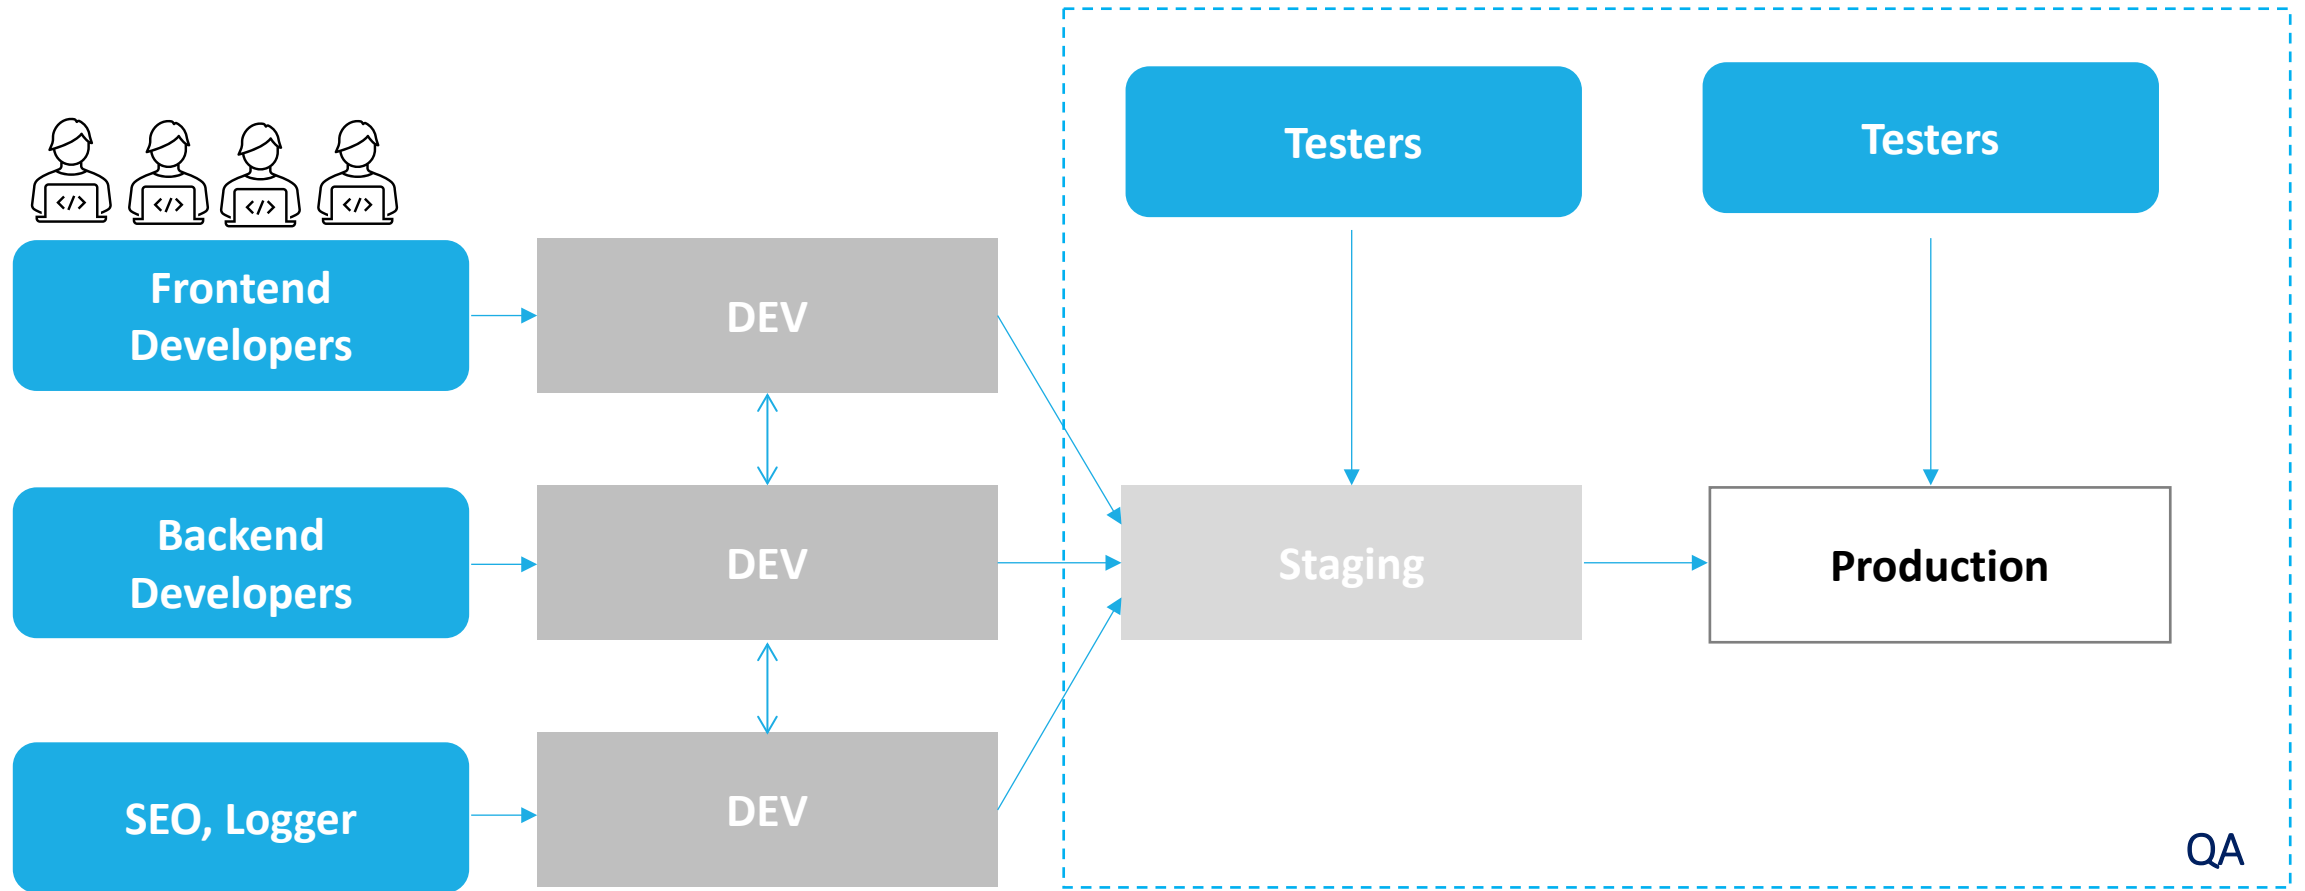 Testers
Testers
</>
</>
</>
</>
Frontend
Developers
DEV
Backend
Developers
DEV
Staging
Production
SEO, Logger
DEV
QA